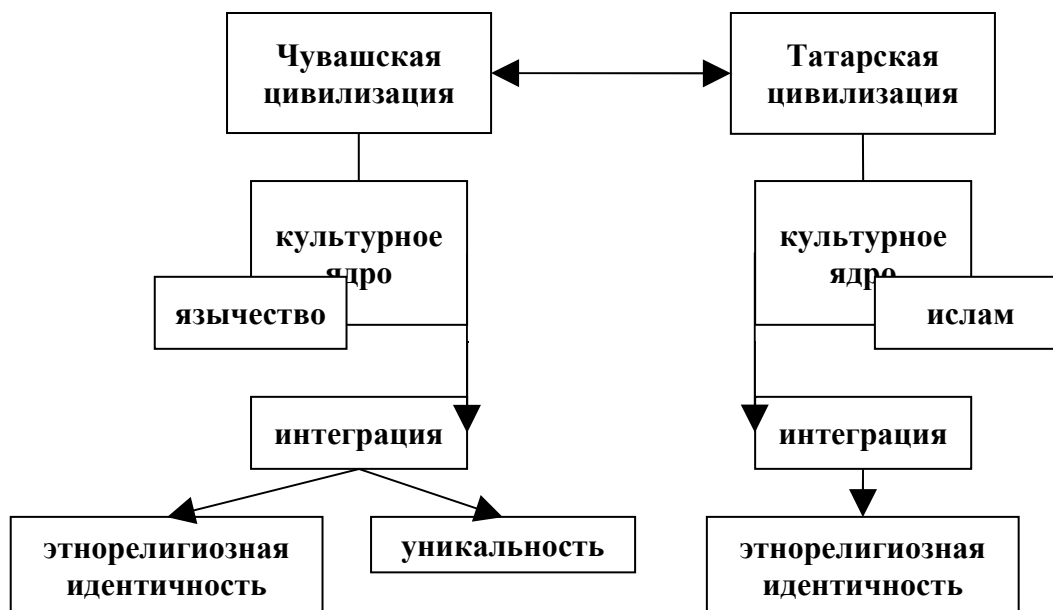 Чувашская
цивилизация
Татарская
цивилизация
культурное
ядро
культурное
ядро
язычество
ислам
интеграция
интеграция
этнорелигиозная
идентичность
уникальность
этнорелигиозная
идентичность